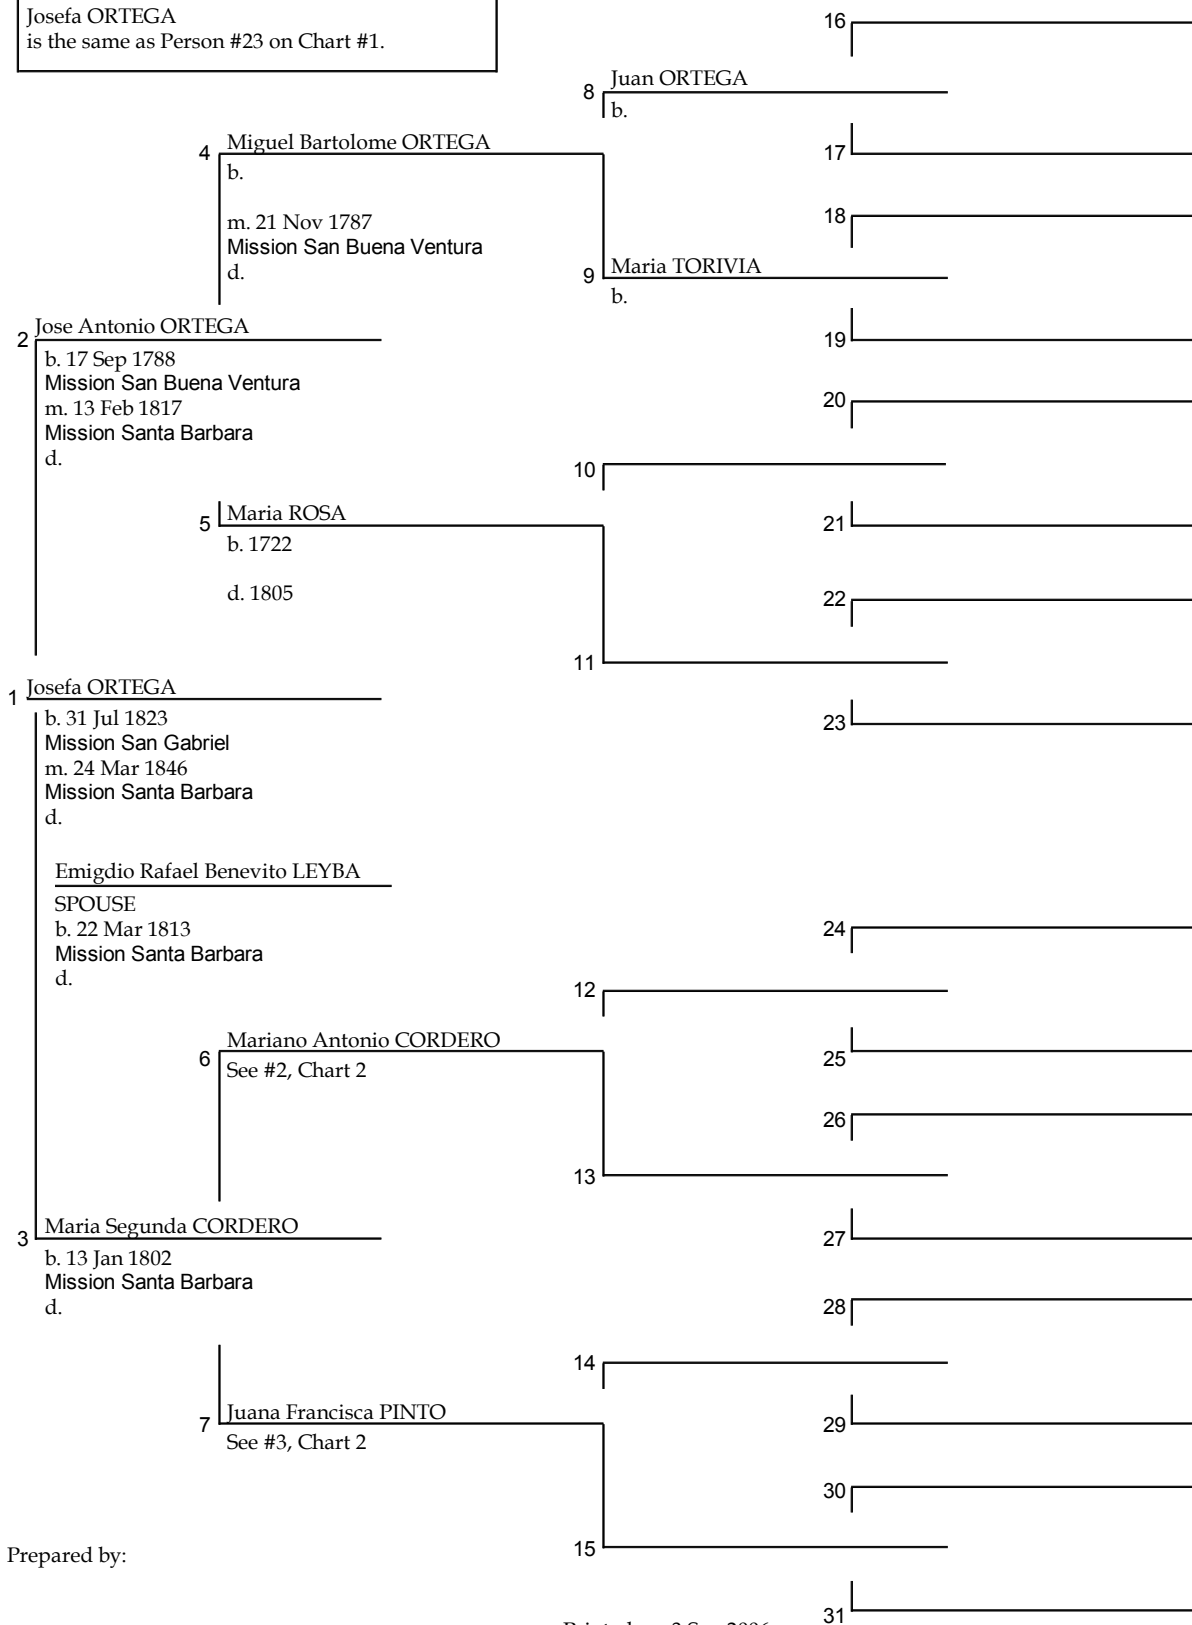 Josefa ORTEGA
is the same as Person #23 on Chart #1.
16
8 Juan ORTEGA
b.
4 Miguel Bartolome ORTEGA
b.
m. 21 Nov 1787
Mission San Buena Ventura
d.
17
18
9 Maria TORIVIA
b.
2 Jose Antonio ORTEGA
b. 17 Sep 1788
Mission San Buena Ventura
m. 13 Feb 1817
Mission Santa Barbara
d.
19
20
10
5 Maria ROSA
b. 1722
d. 1805
21
22
11
1 Josefa ORTEGA
b. 31 Jul 1823
Mission San Gabriel
m. 24 Mar 1846
Mission Santa Barbara
d.
23
Emigdio Rafael Benevito LEYBA
SPOUSE
b. 22 Mar 1813
Mission Santa Barbara
d.
24
12
6 Mariano Antonio CORDERO
See #2, Chart 2
25
26
13
3 Maria Segunda CORDERO
b. 13 Jan 1802
Mission Santa Barbara
d.
27
28
14
7 Juana Francisca PINTO
See #3, Chart 2
29
30
15
Prepared by:
31